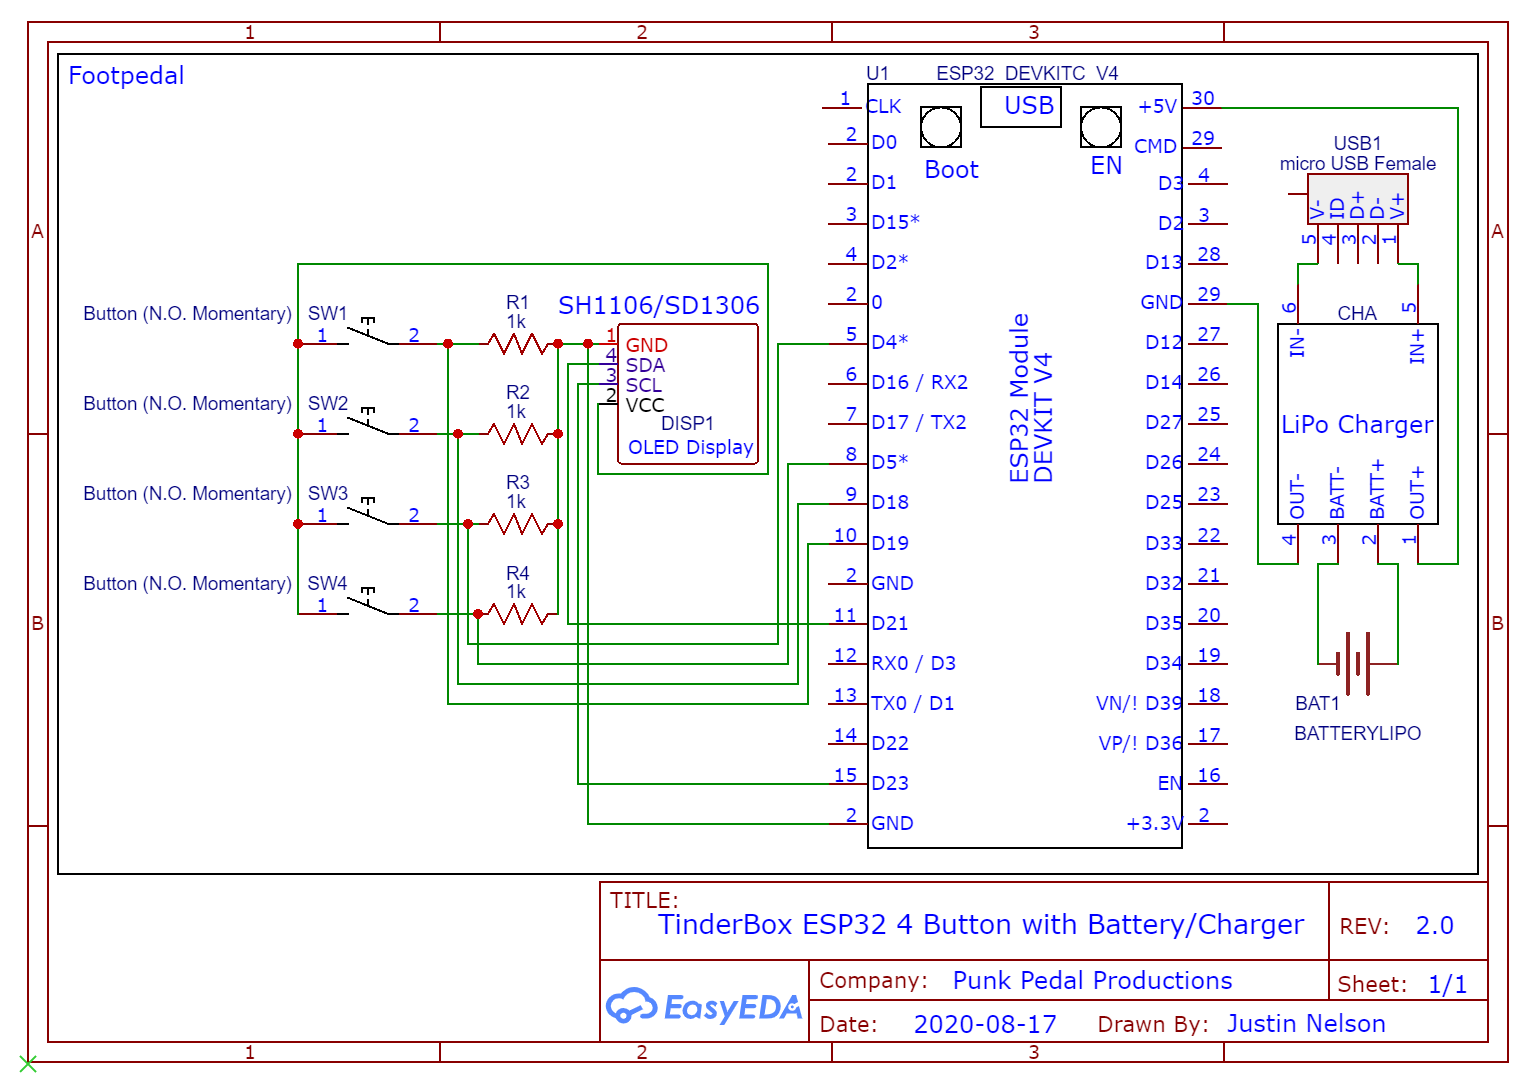 1 2 3
A A
B B
Footpedal
U1 ESP32_DEVKITC_V4
USB
Boot
EN
1 CLK
2 D0
2 D1
3 D15*
4 D2*
2 0
5 D4*
6 D16 / RX2
7 D17 / TX2
8 D5*
9 D18
10 D19
2 GND
11 D21
12 RX0 / D3
13 TX0 / D1
14 D22
15 D23
2 GND
+5V 30
CMD 29
D3 4
D2 3
D13 28
GND 29
D12 27
D14 26
D27 25
D26 24
D25 23
D33 22
D32 21
D35 20
D34 19
VN/! D39 18
VP/! D36 17
EN 16
+3.3V 2
ESP32 Module
DEVKIT V4
Button (N.O. Momentary) SW1
1 2
R1
1k
Button (N.O. Momentary) SW2
1 2
R2
1k
Button (N.O. Momentary) SW3
1 2
R3
1k
Button (N.O. Momentary) SW4
1 2
R4
1k
SH1106/SD1306
1 GND
4 SDA
3 SCL
2 VCC
DISP1
OLED Display
USB1
micro USB Female
V- ID D+ D- V+
5 4 3 2 1
6 5
CHA
IN- IN+
LiPo Charger
OUT- BATT- BATT+ OUT+
4 3 2 1
BAT1
BATTERYLIPO
TITLE:
TinderBox ESP32 4 Button with Battery/Charger
REV: 2.0
EasyEDA
Company: Punk Pedal Productions
Sheet: 1/1
Date: 2020-08-17 Drawn By: Justin Nelson
1 2 3